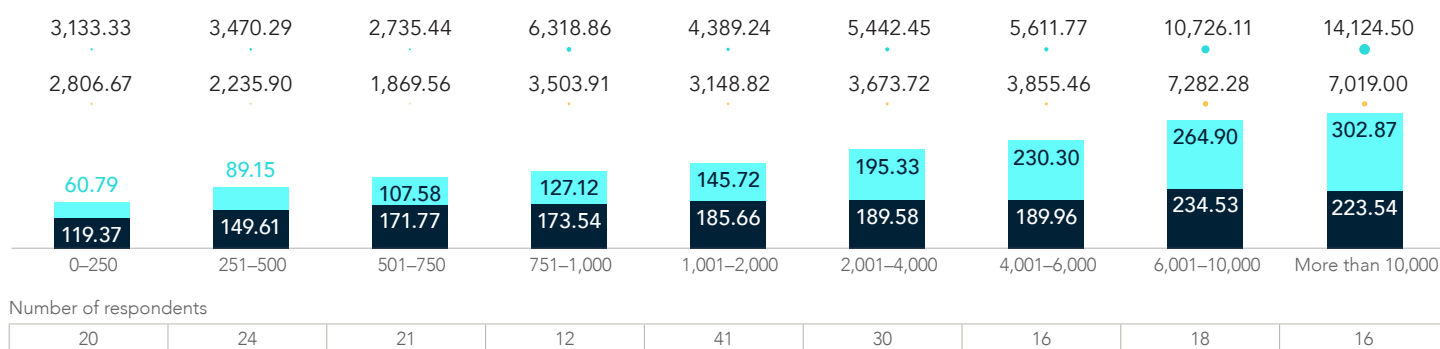 3,133.33 3,470.29 2,735.44 6,318.86 4,389.24 5,442.45 5,611.77 10,726.11 14,124.50
2,806.67 2,235.90 1,869.56 3,503.91 3,148.82 3,673.72 3,855.46 7,282.28 7,019.00
60.79 89.15 107.58 127.12 145.72 195.33 230.30 264.90 302.87
119.37 149.61 171.77 173.54 185.66 189.58 189.96 234.53 223.54
0–250 251–500 501–750 751–1,000 1,001–2,000 2,001–4,000 4,001–6,000 6,001–10,000 More than 10,000
Number of respondents
20 24 21 12 41 30 16 18 16